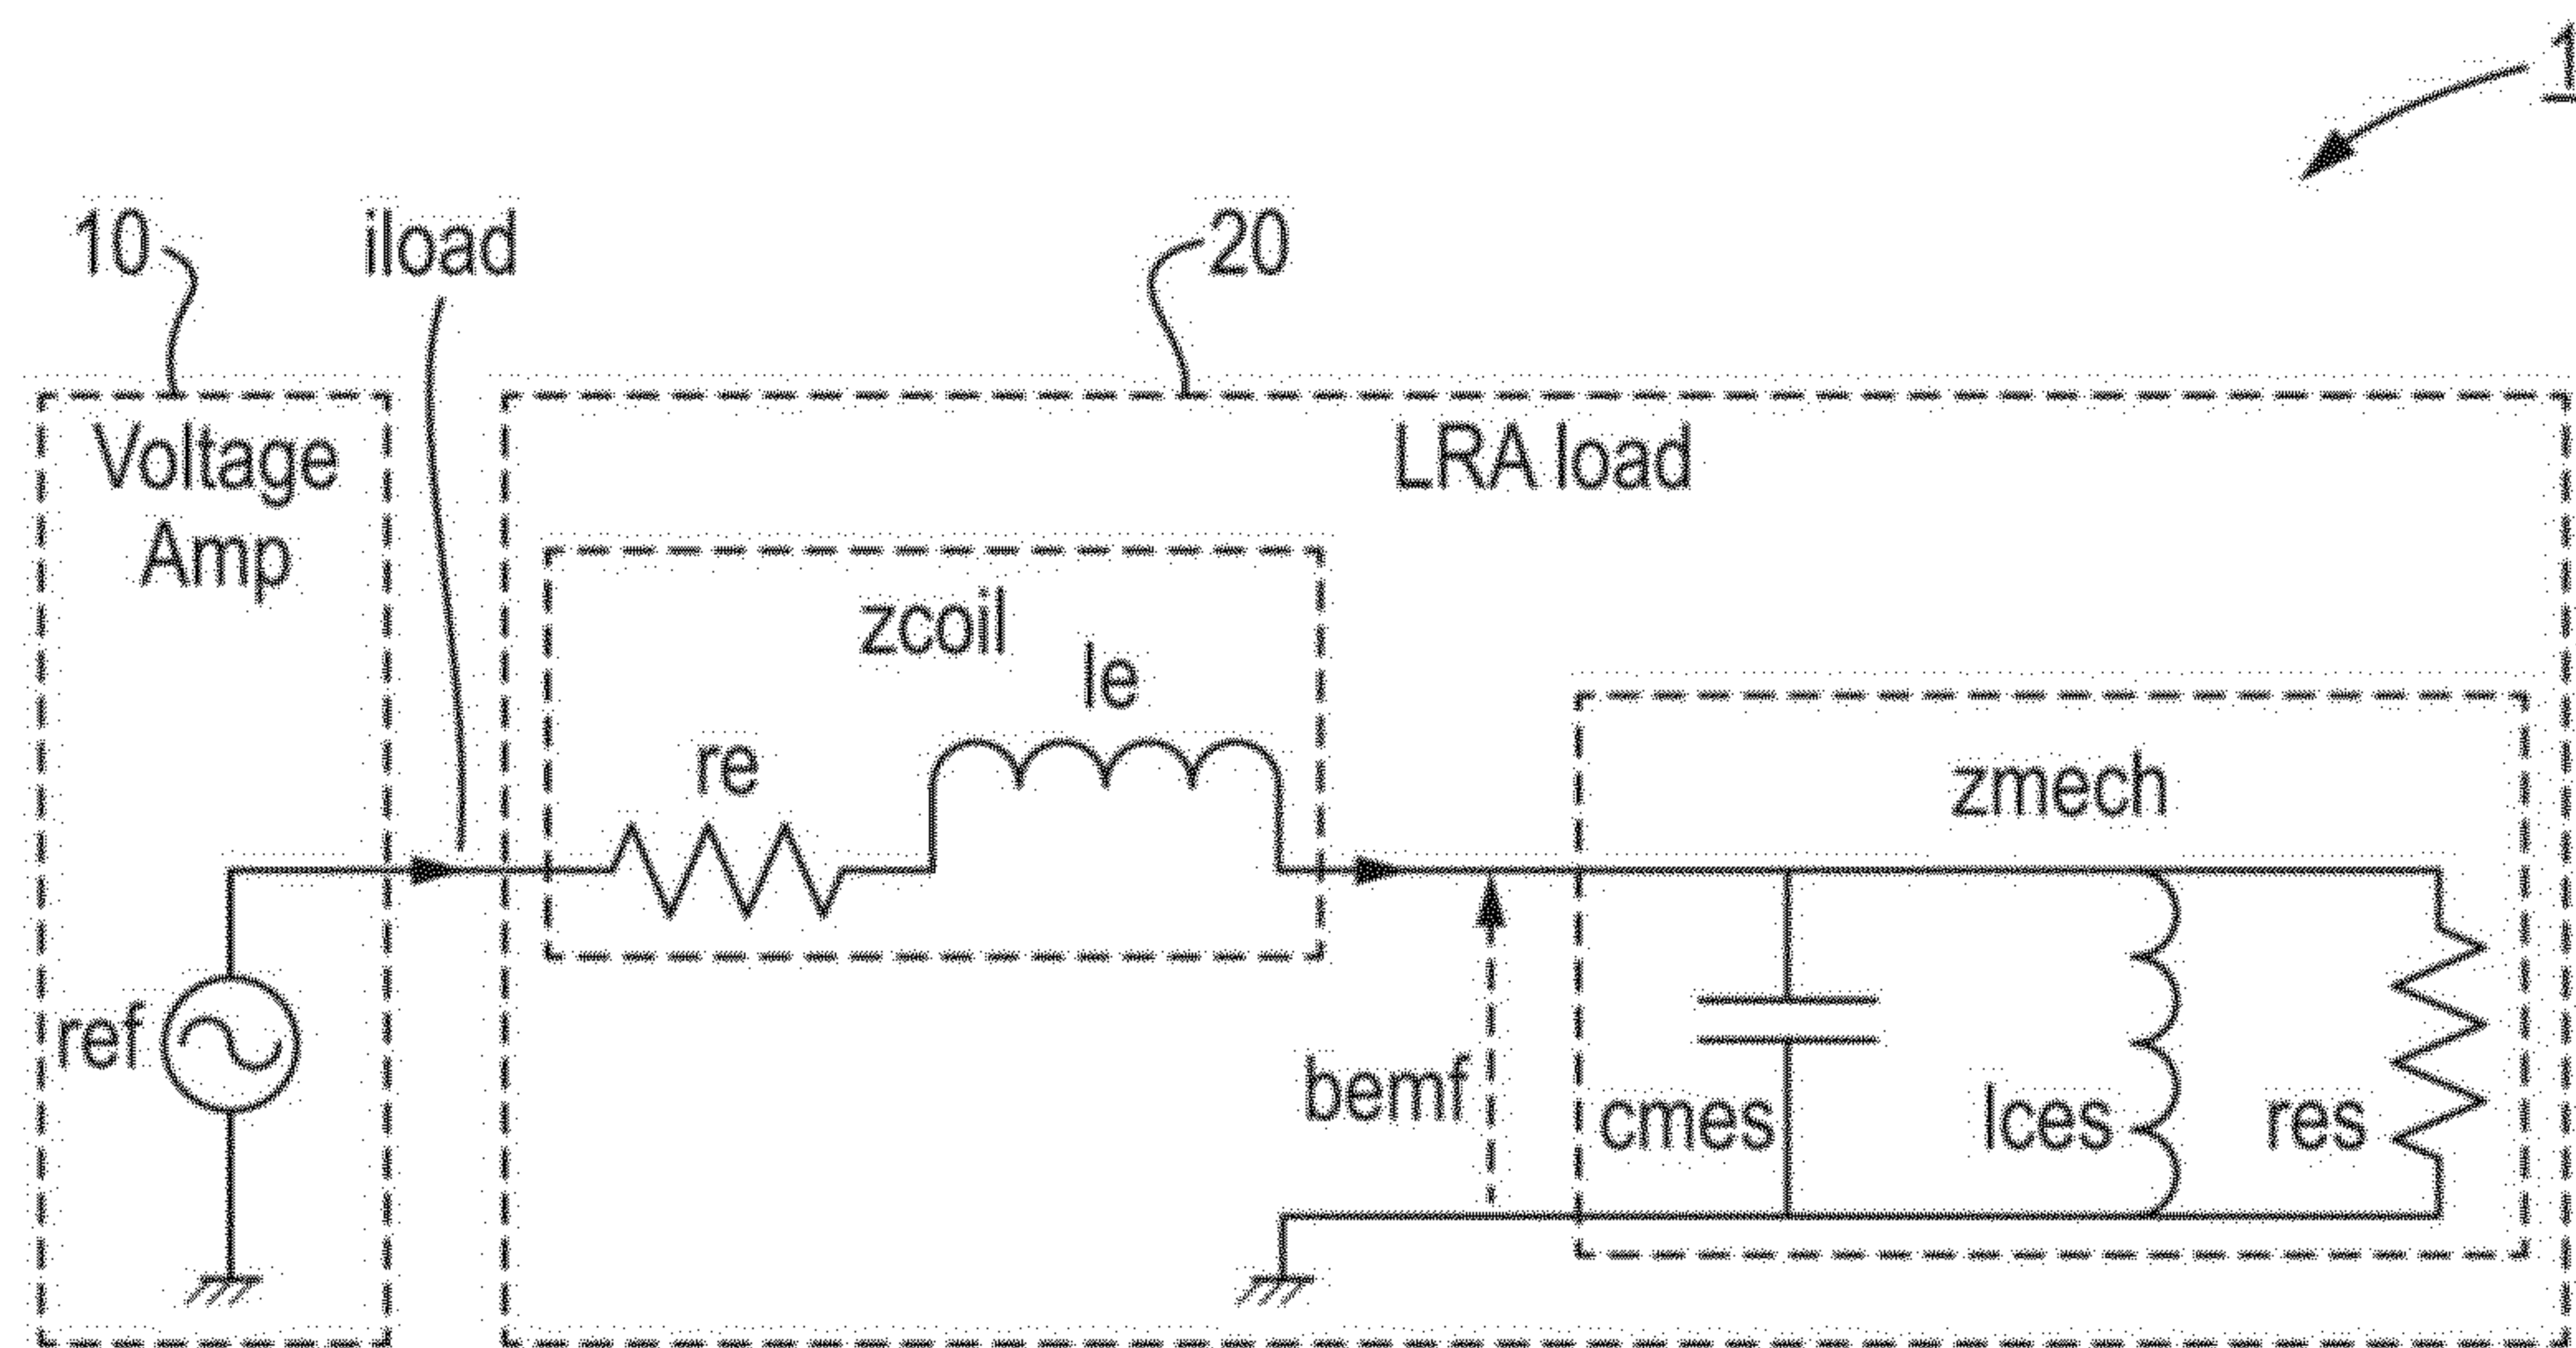 1
10
iload
20
Voltage
Amp
LRA load
zcoil
le
re
zmech
ref
bemf
cmes
lces
res